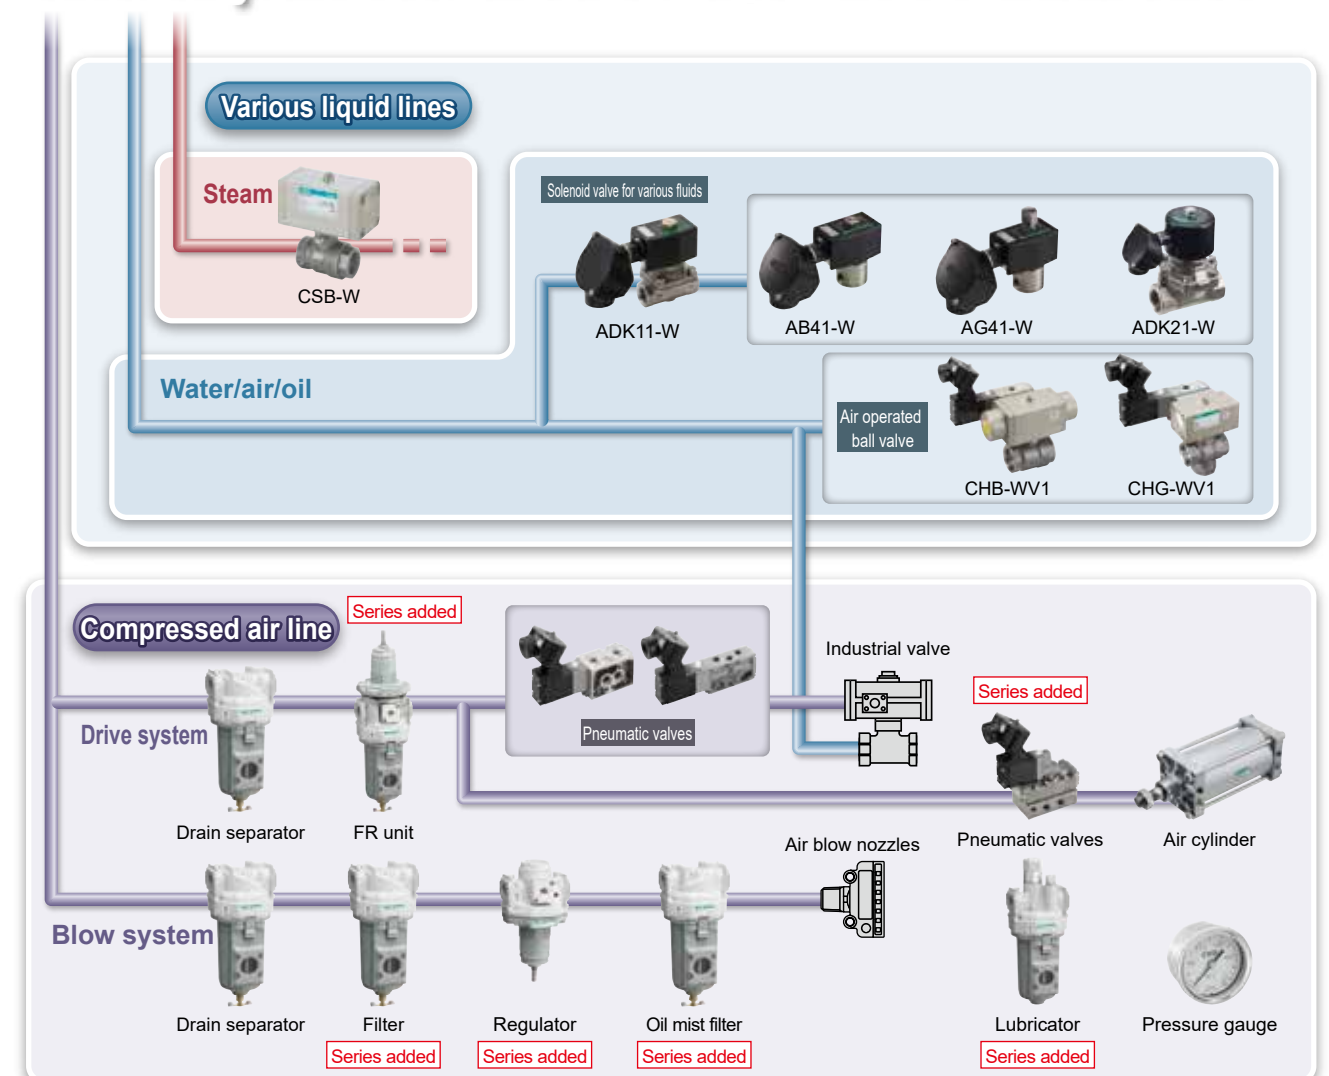 Various liquid lines
Steam
CSB-W
Solenoid valve for various fluids
ADK11-W
AB41-W
AG41-W
ADK21-W
Water/air/oil
Air operated
ball valve
CHB-WV1
CHG-WV1
Compressed air line
Series added
Industrial valve
Series added
Drive system
Pneumatic valves
Drain separator
FR unit
Air blow nozzles
Pneumatic valves
Air cylinder
Blow system
Drain separator
Filter
Regulator
Oil mist filter
Lubricator
Pressure gauge
Series added
Series added
Series added
Series added